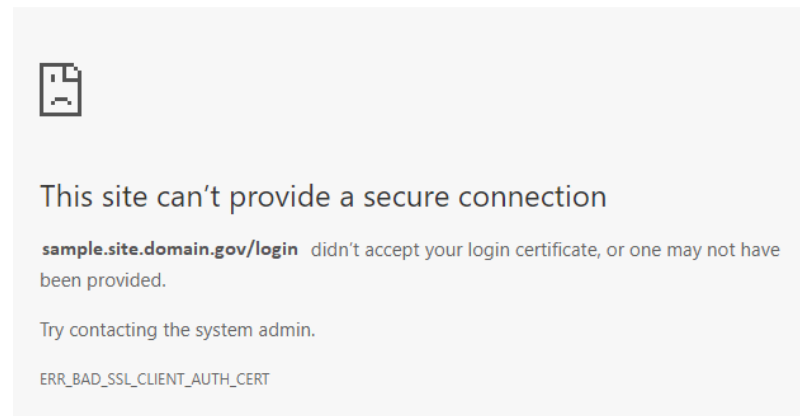 This site can’t provide a secure connection
sample.site.domain.gov/login didn’t accept your login certificate, or one may not have
been provided.
Try contacting the system admin.
ERR_BAD_SSL_CLIENT_AUTH_CERT